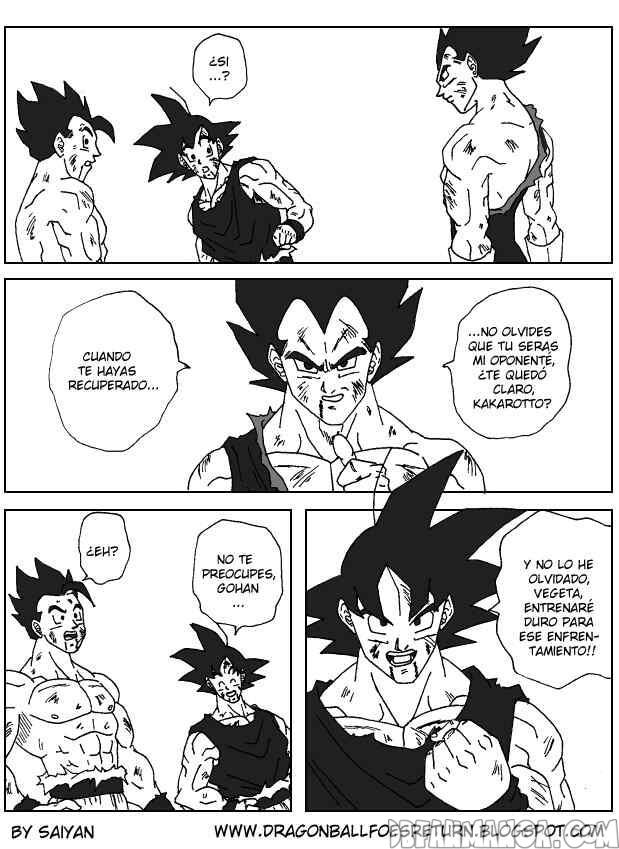 ¿SI
...?
CUANDO
TE HAYAS
RECUPERADO...
...NO OLVIDES
QUE TU SERAS
MI OPONENTE,
¿TE QUEDÓ
CLARO,
KAKAROTTO?
¿EH?
NO TE
PREOCUPES,
GOHAN
...
Y NO LO HE
OLVIDADO,
VEGETA,
ENTRENARÉ
DURO PARA
ESE ENFREN-
TAMIENTO!!
BY SAIYAN
WWW.DRAGONBALLFOESRETURN.BLOGSPOT.COM
DBFANMANGA.COM